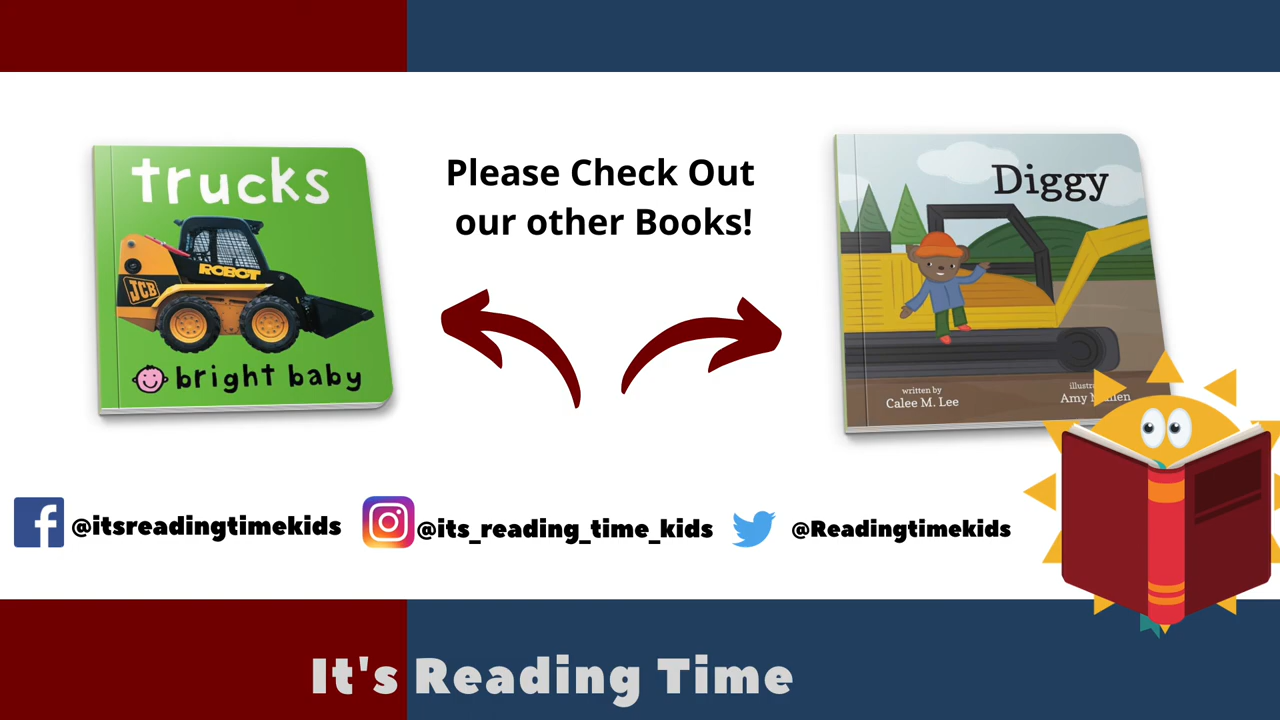 trucks
ROBOT
JCB
bright baby
Please Check Out
our other Books!
Diggy
written by
Calee M. Lee
Amy
@itsreadingtimekids
@its_reading_time_kids
@Readingtimekids
It's Reading Time